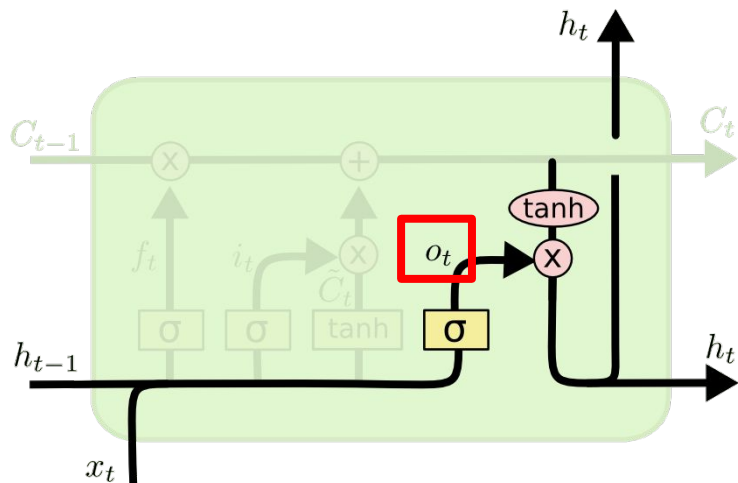 h_t
C_{t-1} C_t
x +
tanh
f_t i_t x o_t x
C̃_t
σ σ tanh σ
h_{t-1} h_t
x_t